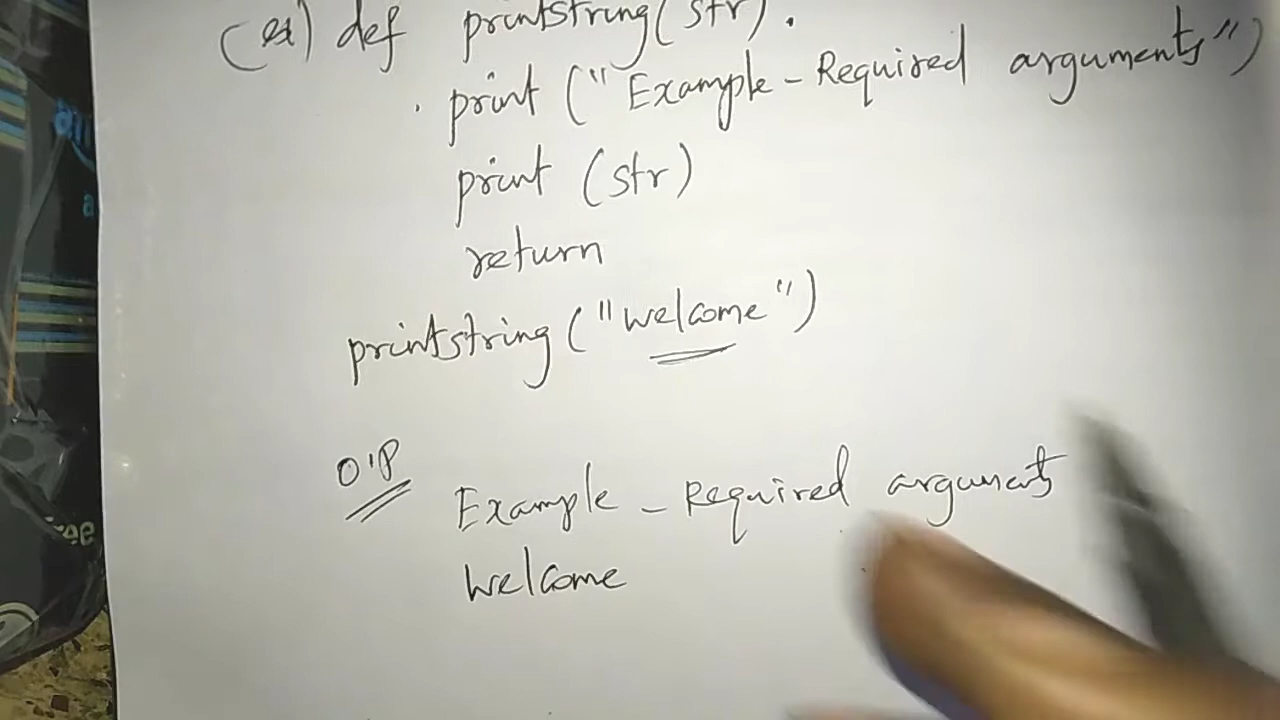 (ex) def printstring(str).
print ("Example-Required arguments")
print (str)
return
printstring ("welcome")
O'P
Example - Required arguments
Welcome